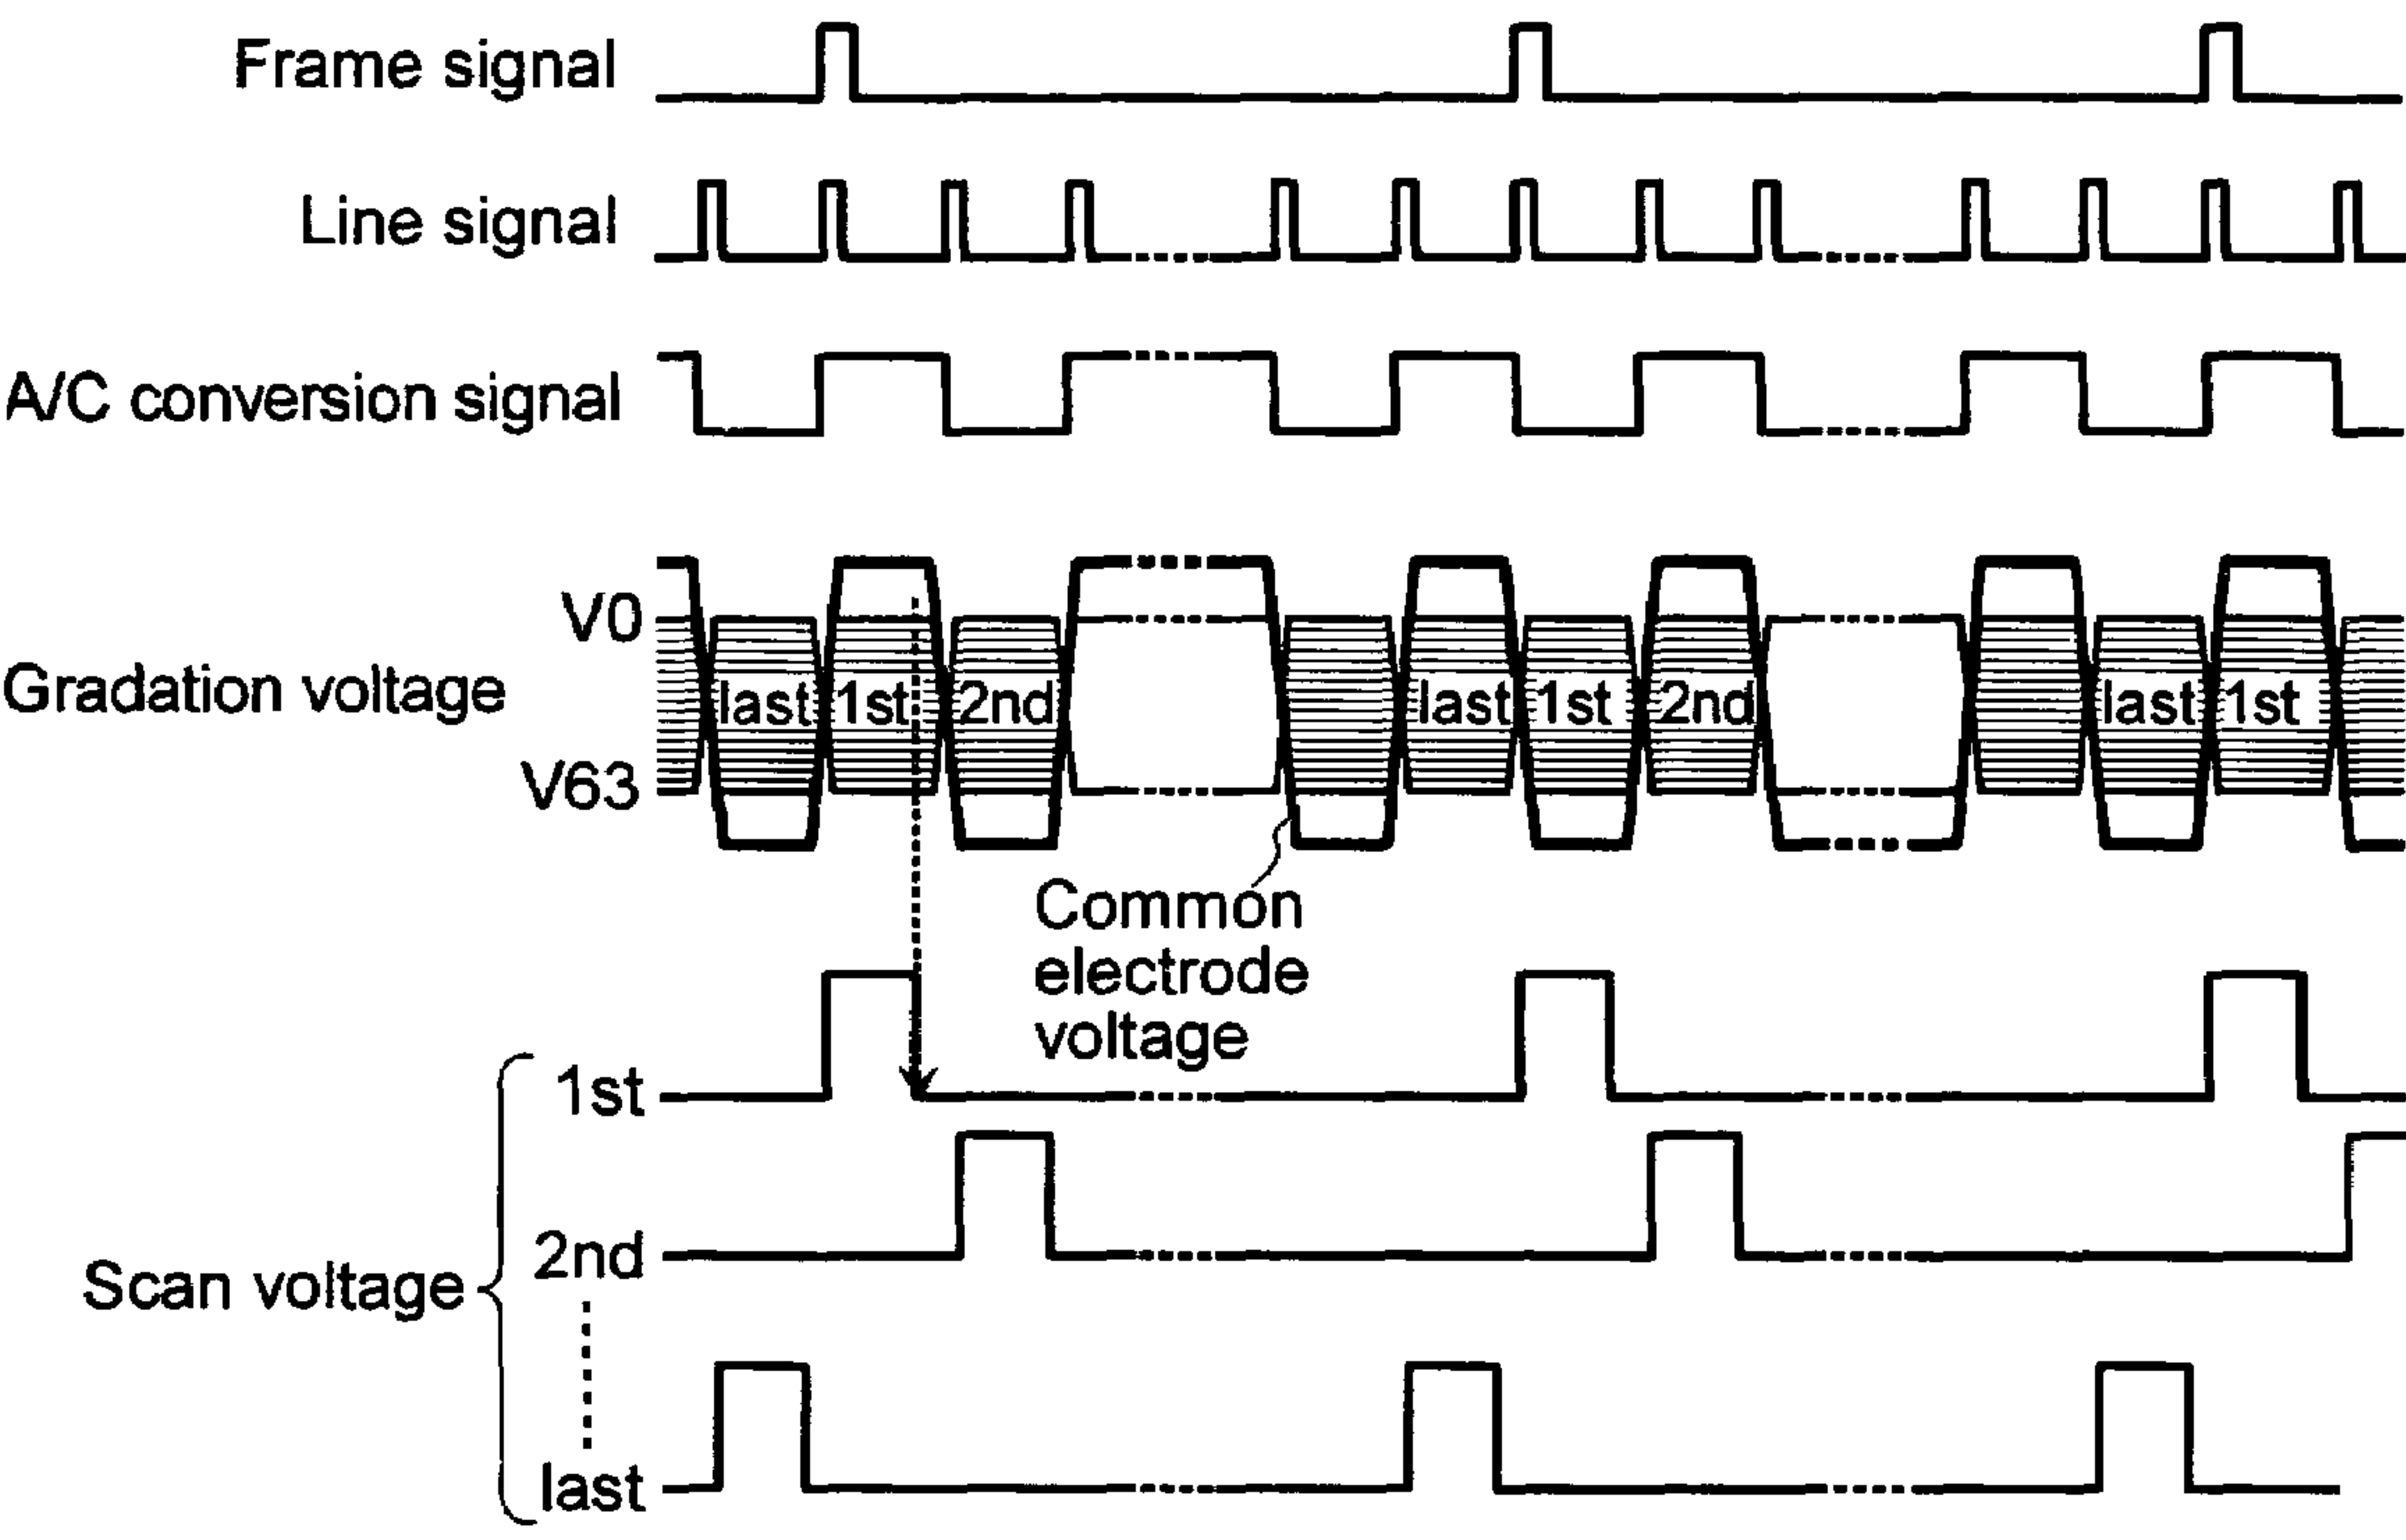 Frame signal
Line signal
A/C conversion signal
V0
Gradation voltage
last 1st 2nd last 1st 2nd last 1st
V63
Common
electrode
voltage
1st
2nd
Scan voltage
last